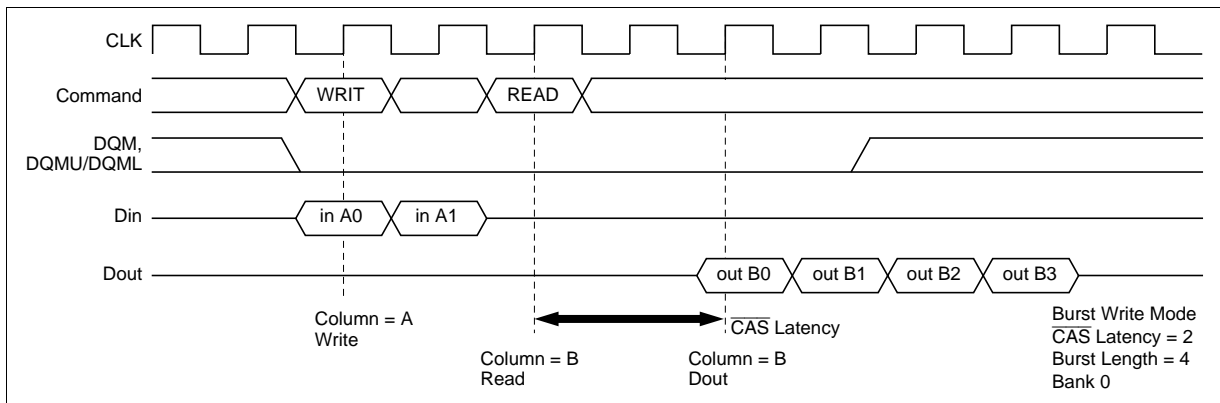 CLK
Command
WRIT
READ
DQM,
DQMU/DQML
Din
in A0
in A1
Dout
out B0
out B1
out B2
out B3
Column = A
Write
CAS Latency
Column = B
Read
Column = B
Dout
Burst Write Mode
CAS Latency = 2
Burst Length = 4
Bank 0